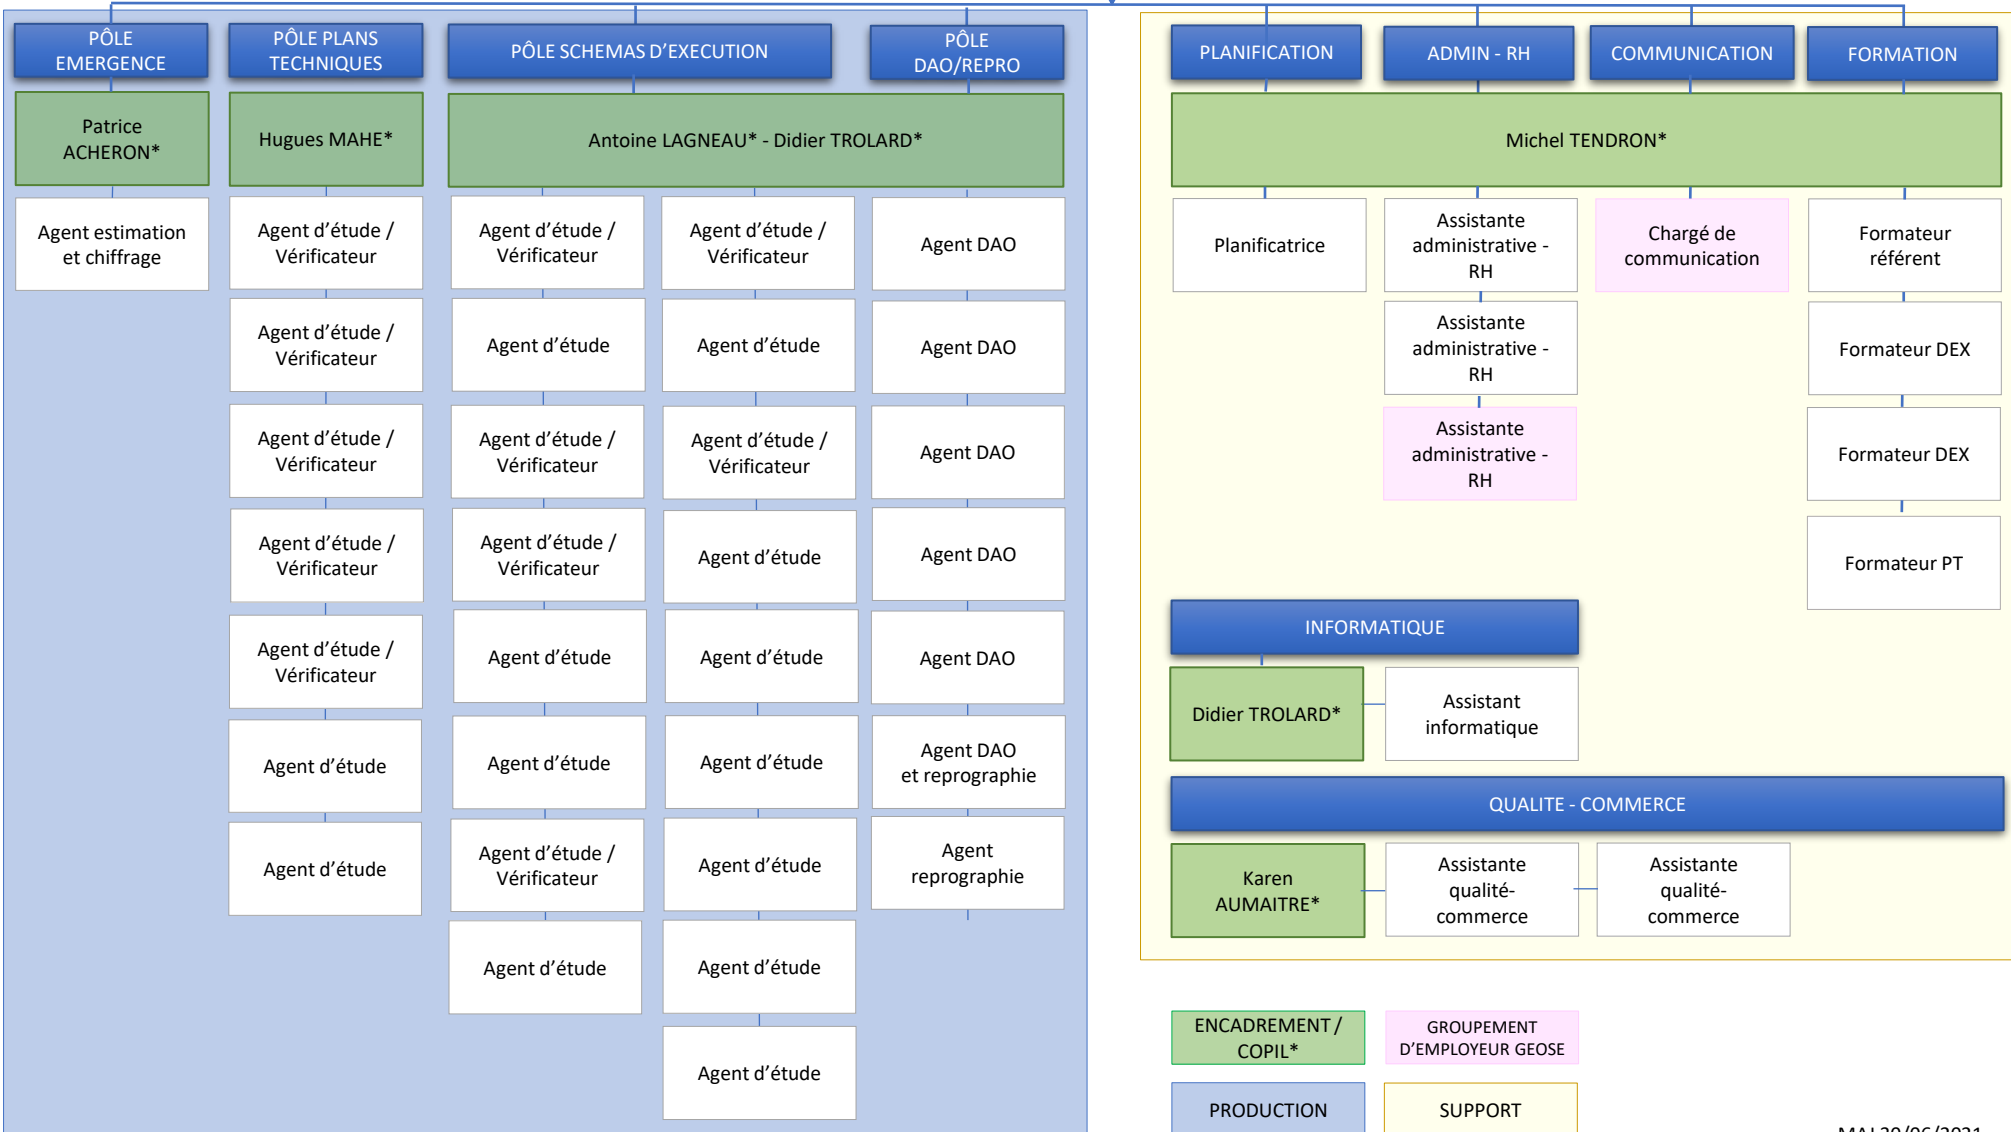 PÔLE
EMERGENCE
PÔLE PLANS
TECHNIQUES
PÔLE SCHEMAS D’EXECUTION
PÔLE
DAO/REPRO
Patrice
ACHERON*
Hugues MAHE*
Antoine LAGNEAU* - Didier TROLARD*
Agent estimation
et chiffrage
Agent d’étude /
Vérificateur
Agent d’étude /
Vérificateur
Agent d’étude /
Vérificateur
Agent d’étude /
Vérificateur
Agent d’étude /
Vérificateur
Agent d’étude
Agent d’étude
Agent d’étude /
Vérificateur
Agent d’étude
Agent d’étude /
Vérificateur
Agent d’étude /
Vérificateur
Agent d’étude
Agent d’étude
Agent d’étude /
Vérificateur
Agent d’étude
Agent d’étude /
Vérificateur
Agent d’étude
Agent d’étude /
Vérificateur
Agent d’étude
Agent d’étude
Agent d’étude
Agent d’étude
Agent d’étude
Agent d’étude
Agent DAO
Agent DAO
Agent DAO
Agent DAO
Agent DAO
Agent DAO
et reprographie
Agent
reprographie
PLANIFICATION
ADMIN - RH
COMMUNICATION
FORMATION
Michel TENDRON*
Planificatrice
Assistante
administrative -
RH
Assistante
administrative -
RH
Assistante
administrative -
RH
Chargé de
communication
Formateur
référent
Formateur DEX
Formateur DEX
Formateur PT
INFORMATIQUE
Didier TROLARD*
Assistant
informatique
QUALITE - COMMERCE
Karen
AUMAITRE*
Assistante
qualité-
commerce
Assistante
qualité-
commerce
ENCADREMENT /
COPIL*
GROUPEMENT
D’EMPLOYEUR GEOSE
PRODUCTION
SUPPORT
MAJ 29/06/2021